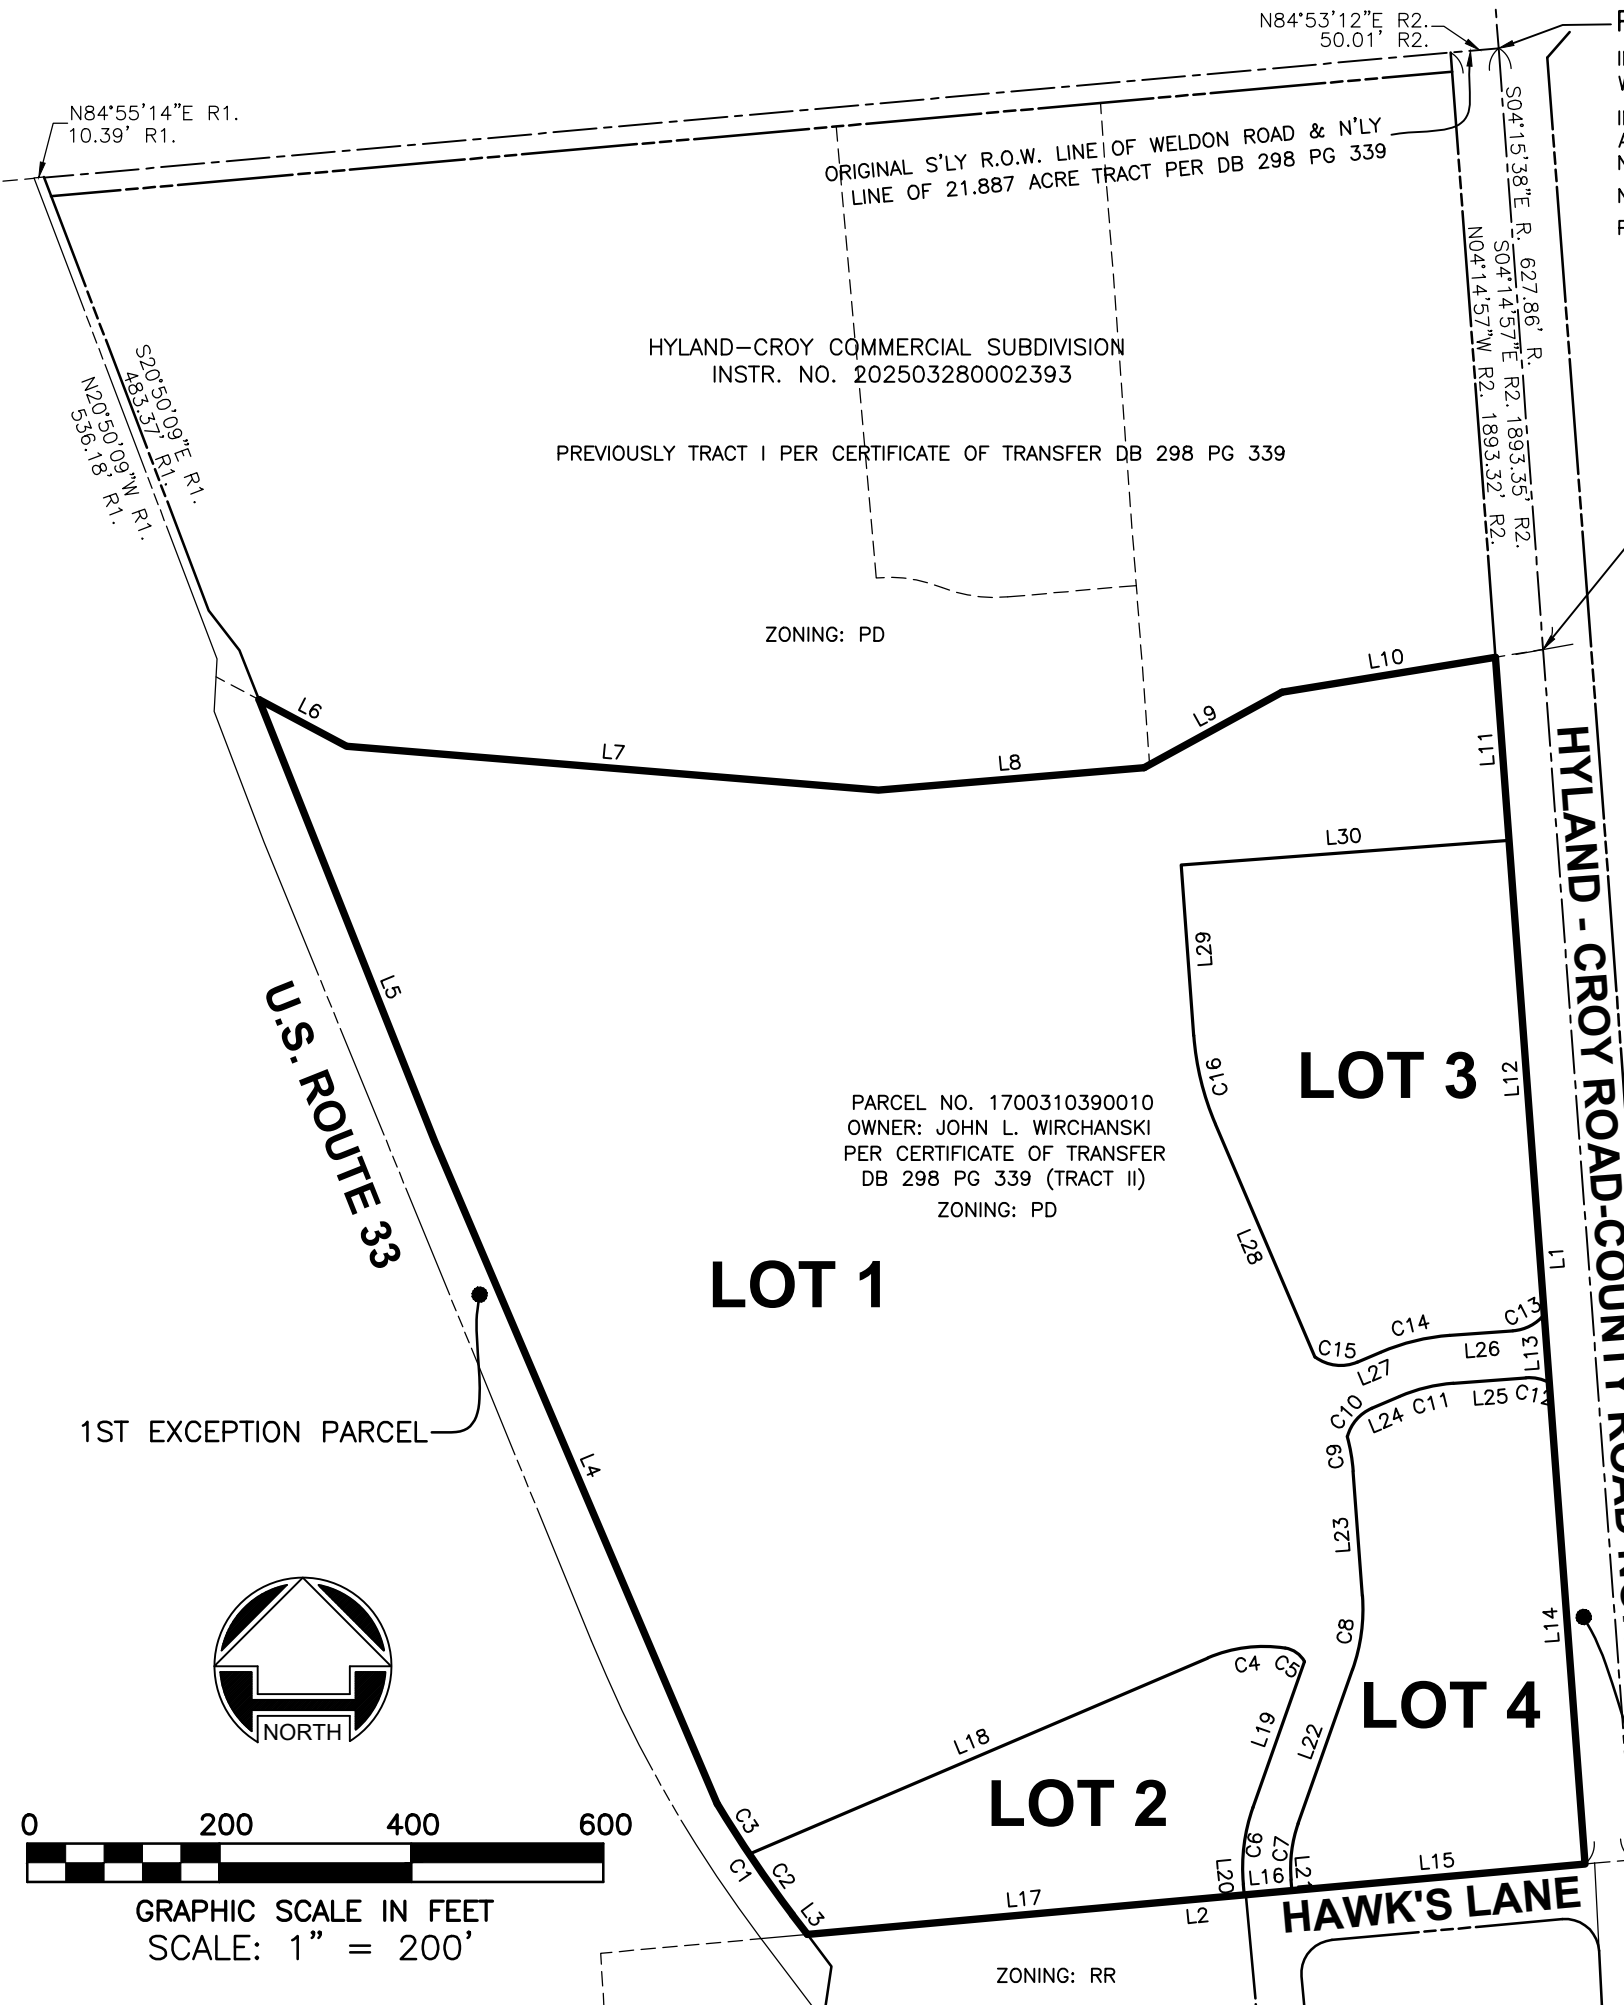 N84°53'12"E R2.
50.01' R2.
N84°55'14"E R1.
10.39' R1.
ORIGINAL S'LY R.O.W. LINE OF WELDON ROAD & N'LY
LINE OF 21.887 ACRE TRACT PER DB 298 PG 339
S04°15'38"E R. 627.86' R.
S04°14'57"E R2. 1893.35' R2.
N04°14'57"W R2. 1893.32' R2.
HYLAND-CROY COMMERCIAL SUBDIVISION
INSTR. NO. 202503280002393
S20°50'09"E R1.
483.37' R1.
N20°50'09"W R1.
536.18' R1.
PREVIOUSLY TRACT I PER CERTIFICATE OF TRANSFER DB 298 PG 339
ZONING: PD
L10
L6
L9
L7
L8
L11
HYLAND - CROY ROAD-COUNTY ROAD
L30
L29
L5
U.S. ROUTE 33
C16
LOT 3
L12
PARCEL NO. 1700310390010
OWNER: JOHN L. WIRCHANSKI
PER CERTIFICATE OF TRANSFER
DB 298 PG 339 (TRACT II)
ZONING: PD
L28
L1
LOT 1
C13
C14
C15
L26
L13
L27
C10
L24
C11
L25
C12
1ST EXCEPTION PARCEL
C9
L4
L23
L14
C8
C4
C5
LOT 4
L19
L22
L18
NORTH
LOT 2
C3
0 200 400 600
C6
C7
C1
C2
L20
L16
L15
L17
L3
L2
HAWK'S LANE
GRAPHIC SCALE IN FEET
SCALE: 1" = 200'
ZONING: RR